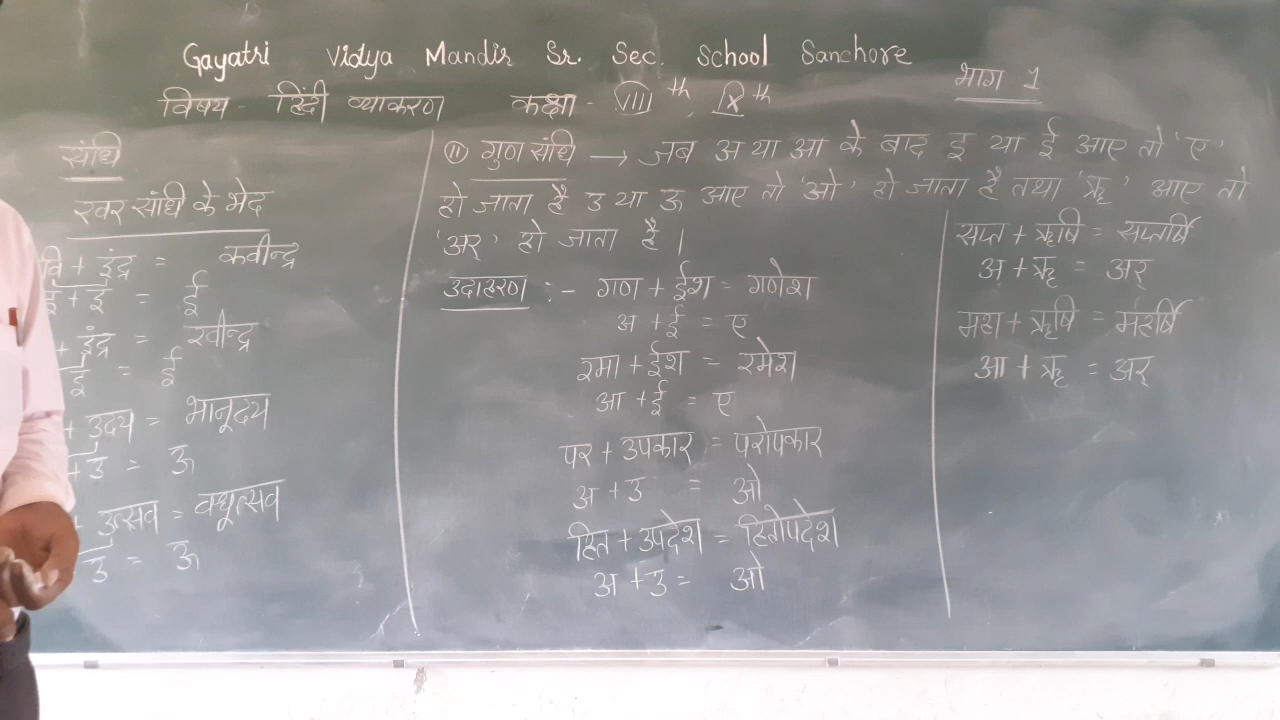 Gayatri Vidya Mandir Sr. Sec. School Sanchore
विषय - हिंदी व्याकरण कक्षा - VIII th, IX th
भाग 1
संधि
स्वर संधी के भेद
वि + इंद्र = कवीन्द्र
इ + इ = ई
+ इंद्र = रवीन्द्र
इ = ई
+ उदय = भानूदय
+ उ = ऊ
+ उत्सव = वधूत्सव
उ = ऊ
(11) गुण संधि → जब अ या आ के बाद इ या ई आए तो 'ए'
हो जाता है उ या ऊ आए तो 'ओ' हो जाता है तथा 'ऋ' आए तो
'अर्' हो जाता है ।
उदाहरण :- गण + ईश = गणेश
अ + ई = ए
रमा + ईश = रमेश
आ + ई = ए
पर + उपकार = परोपकार
अ + उ = ओ
हित + उपदेश = हितोपदेश
अ + उ = ओ
सप्त + ऋषि = सप्तर्षि
अ + ऋ = अर्
महा + ऋषि = महर्षि
आ + ऋ = अर्